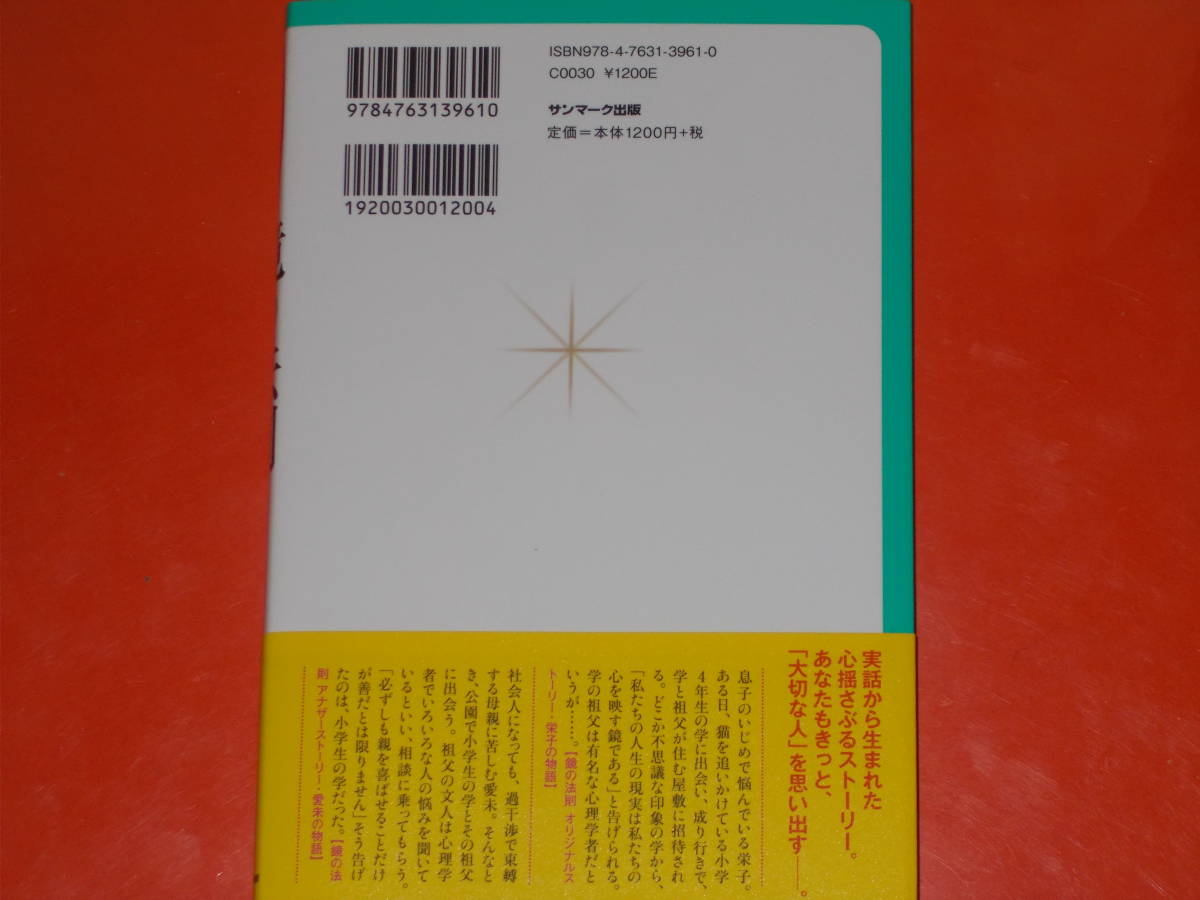 ISBN978-4-7631-3961-0
C0030 ¥1200E
サンマーク出版
定価=本体1200円+税
9784763139610
1920030012004
実話から生まれた
心揺さぶるストーリー。
あなたもきっと、
「大切な人」を思い出す――。
息子のいじめで悩んでいる栄子。
ある日、猫を追いかけている小学
4年生の学に出会い、成り行きで、
学と祖父が住む屋敷に招待され
る。どこか不思議な印象の学から、
「私たちの人生の現実は私たちの
心を映す鏡である」と告げられる。
学の祖父は有名な心理学者だと
いうが……。【鏡の法則 オリジナルス
トーリー・栄子の物語】
社会人になっても、過干渉で束縛
する母親に苦しむ愛未。そんなと
き、公園で小学生の学とその祖父
に出会う。祖父の文人は心理学
者でいろいろな人の悩みを聞いて
いるといい、相談に乗ってもらう。
「必ずしも親を喜ばせることだけ
が善だとは限りません」そう告げ
たのは、小学生の学だった。【鏡の法
則 アナザーストーリー・愛未の物語】